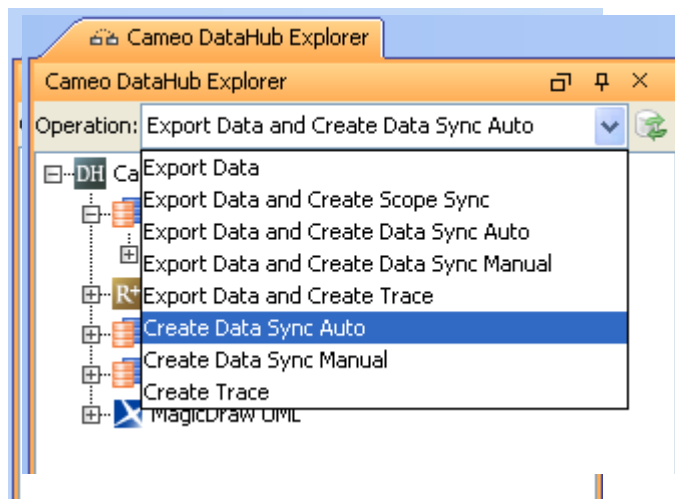 Cameo DataHub Explorer
Cameo DataHub Explorer
Operation: Export Data and Create Data Sync Auto
DH Ca
Export Data
Export Data and Create Scope Sync
Export Data and Create Data Sync Auto
Export Data and Create Data Sync Manual
R+
Export Data and Create Trace
Create Data Sync Auto
Create Data Sync Manual
Create Trace
MagicDraw UML